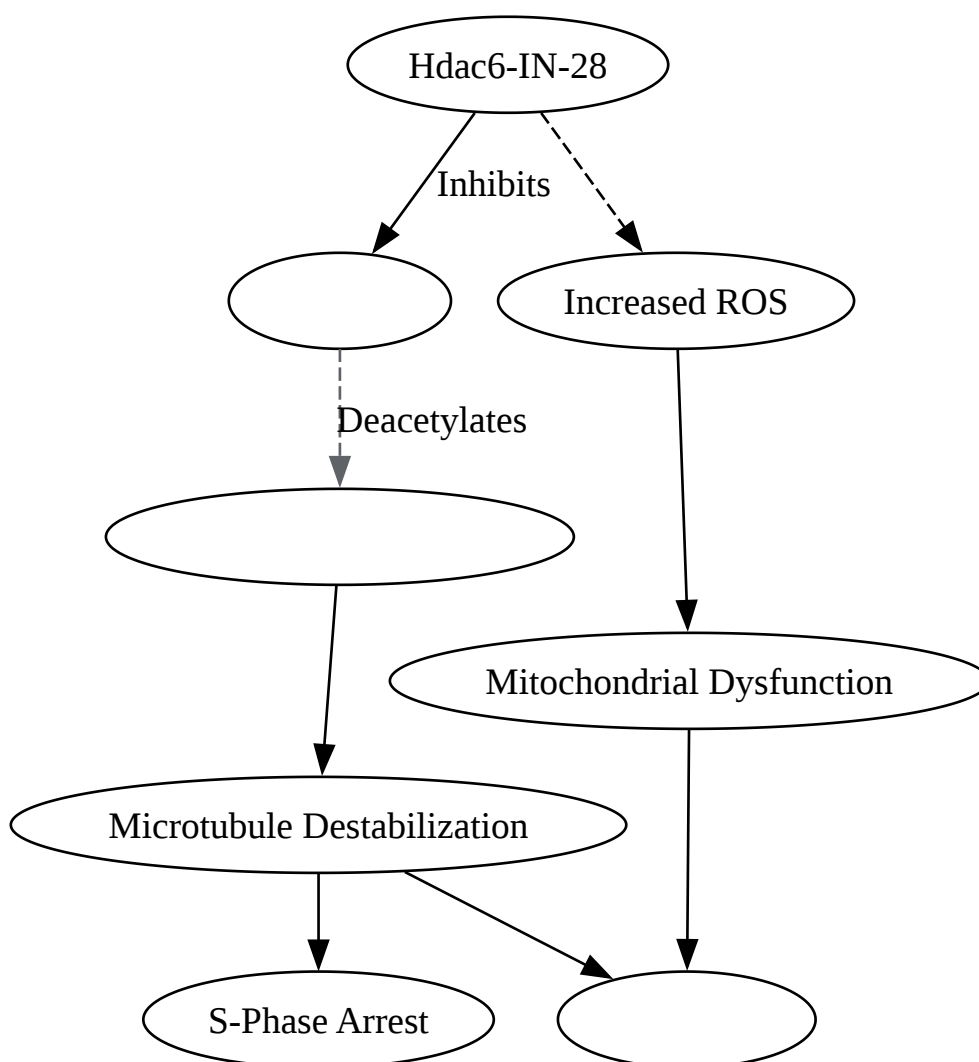 Hdac6-IN-28
Inhibits
Increased ROS
Deacetylates
Mitochondrial Dysfunction
Microtubule Destabilization
S-Phase Arrest